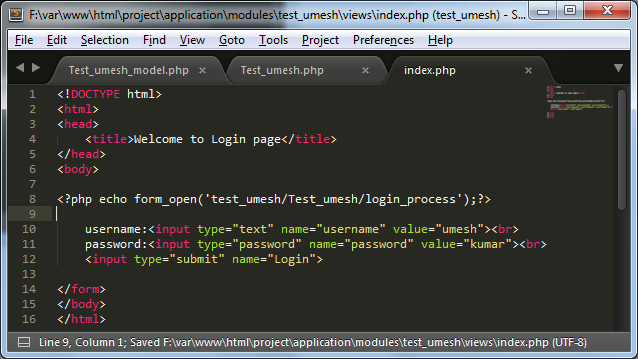 F:\var\www\html\project\application\modules\test_umesh\views\index.php (test_umesh) - S...
File Edit Selection Find View Goto Tools Project Preferences Help
Test_umesh_model.php × Test_umesh.php × index.php ×
1 <!DOCTYPE html>
2 <html>
3 <head>
4 <title>Welcome to Login page</title>
5 </head>
6 <body>
7
8 <?php echo form_open('test_umesh/Test_umesh/login_process');?>
9
10 username:<input type="text" name="username" value="umesh"><br>
11 password:<input type="password" name="password" value="kumar"><br>
12 <input type="submit" name="Login">
13
14 </form>
15 </body>
16 </html>
Line 9, Column 1; Saved F:\var\www\html\project\application\modules\test_umesh\views\index.php (UTF-8)